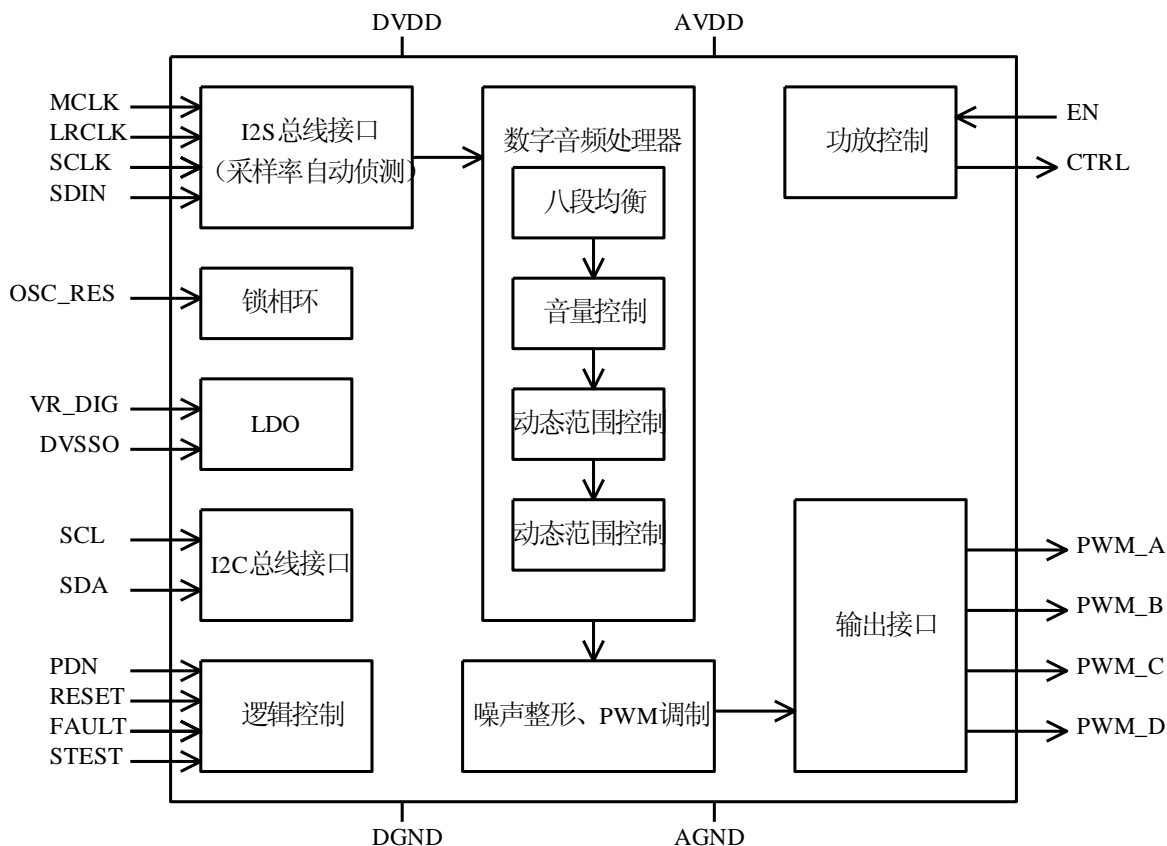 DVDD
AVDD
MCLK
LRCLK
SCLK
SDIN
I2S总线接口
（采样率自动侦测）
数字音频处理器
八段均衡
音量控制
动态范围控制
动态范围控制
功放控制
EN
CTRL
OSC_RES
锁相环
VR_DIG
DVSSO
LDO
SCL
SDA
I2C总线接口
PDN
RESET
FAULT
STEST
逻辑控制
噪声整形、PWM调制
输出接口
PWM_A
PWM_B
PWM_C
PWM_D
DGND
AGND